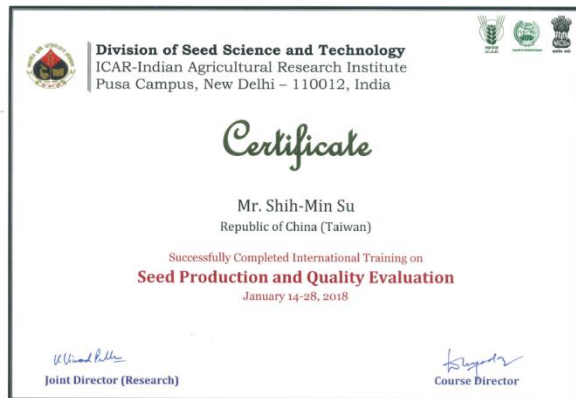 Division of Seed Science and Technology
ICAR-Indian Agricultural Research Institute
Pusa Campus, New Delhi – 110012, India
Certificate
Mr. Shih-Min Su
Republic of China (Taiwan)
Successfully Completed International Training on
Seed Production and Quality Evaluation
January 14-28, 2018
Joint Director (Research)
Course Director